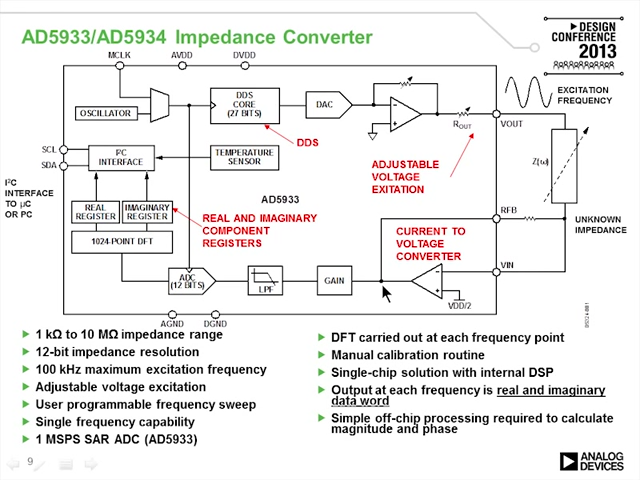 AD5933/AD5934 Impedance Converter
DESIGN
CONFERENCE
2013
MCLK
AVDD
DVDD
OSCILLATOR
DDS
CORE
(27 BITS)
DAC
ROUT
VOUT
EXCITATION
FREQUENCY
DDS
SCL
SDA
I²C
INTERFACE
TEMPERATURE
SENSOR
ADJUSTABLE
VOLTAGE
EXITATION
Z(ω)
I²C
INTERFACE
TO µC
OR PC
REAL
REGISTER
IMAGINARY
REGISTER
AD5933
REAL AND IMAGINARY
COMPONENT
REGISTERS
1024-POINT DFT
RFB
UNKNOWN
IMPEDANCE
CURRENT TO
VOLTAGE
CONVERTER
ADC
(12 BITS)
LPF
GAIN
VIN
VDD/2
AGND
DGND
1 kΩ to 10 MΩ impedance range
12-bit impedance resolution
100 kHz maximum excitation frequency
Adjustable voltage excitation
User programmable frequency sweep
Single frequency capability
1 MSPS SAR ADC (AD5933)
DFT carried out at each frequency point
Manual calibration routine
Single-chip solution with internal DSP
Output at each frequency is real and imaginary
data word
Simple off-chip processing required to calculate
magnitude and phase
9
ANALOG
DEVICES